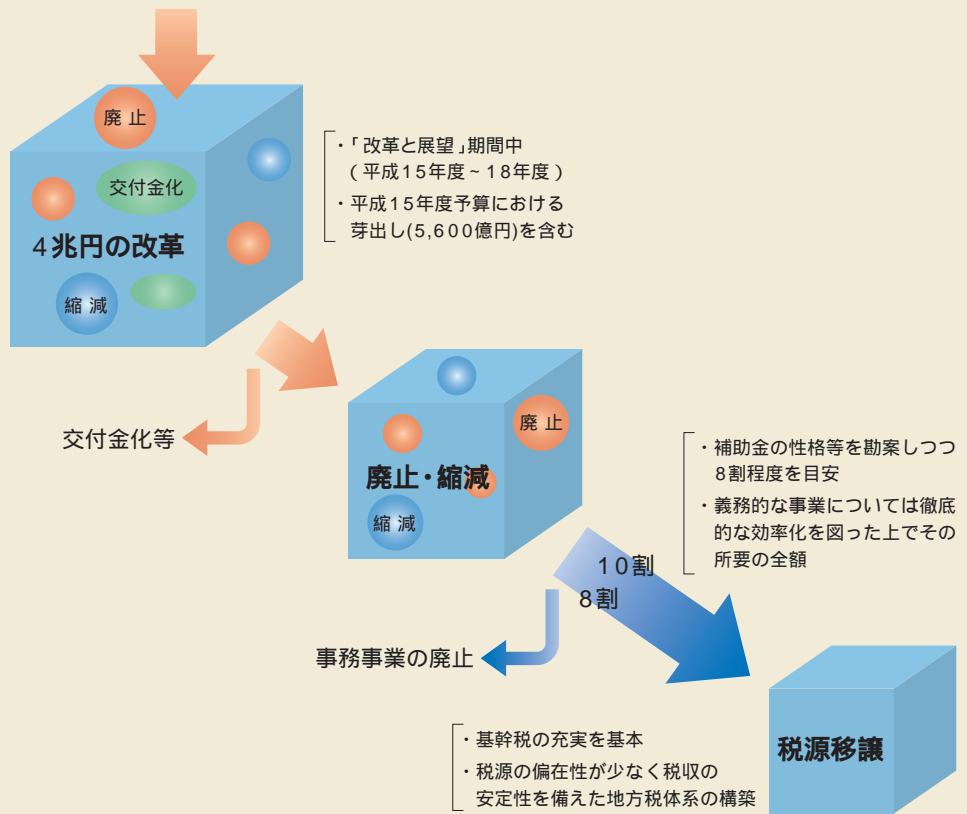 廃止
交付金化
4兆円の改革
縮減
・「改革と展望」期間中
（平成15年度~18年度）
・平成15年度予算における
芽出し(5,600億円)を含む
交付金化等
廃止
廃止・縮減
縮減
・補助金の性格等を勘案しつつ
8割程度を目安
・義務的な事業については徹底
的な効率化を図った上でその
所要の全額
10割
8割
事務事業の廃止
税源移譲
・基幹税の充実を基本
・税源の偏在性が少なく税収の
安定性を備えた地方税体系の構築